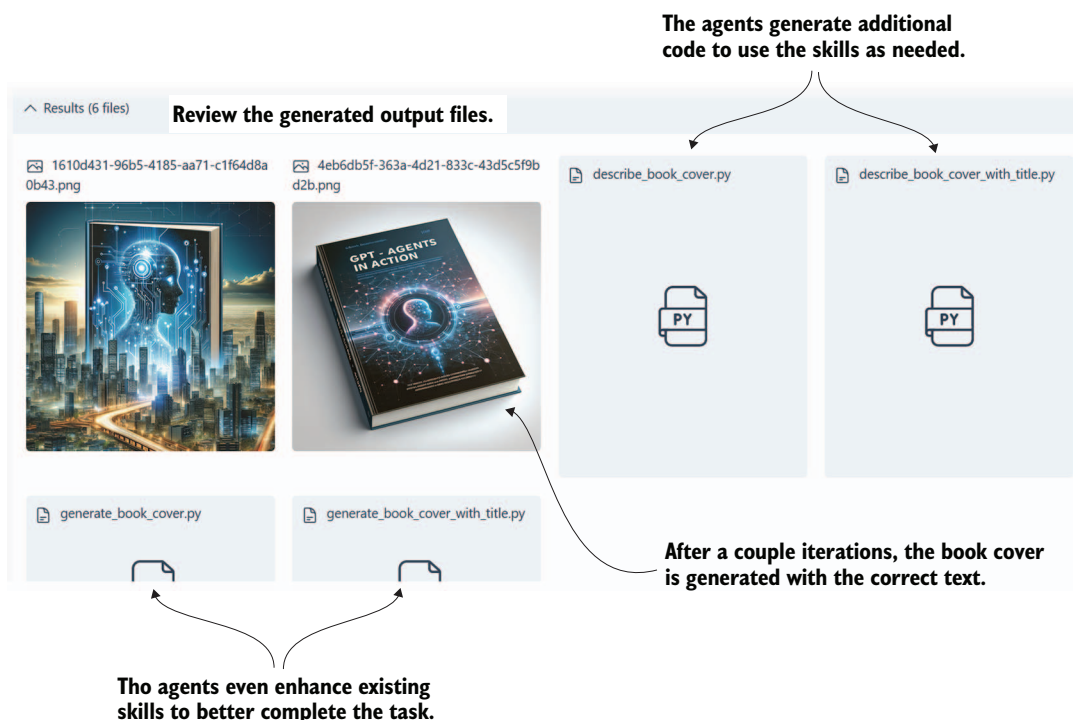 The agents generate additional
code to use the skills as needed.
Results (6 files)
Review the generated output files.
1610d431-96b5-4185-aa71-c1f64d8a
0b43.png
4eb6db5f-363a-4d21-833c-43d5c5f9b
d2b.png
describe_book_cover.py
describe_book_cover_with_title.py
GPT - AGENTS
IN ACTION
PY
PY
generate_book_cover.py
generate_book_cover_with_title.py
After a couple iterations, the book cover
is generated with the correct text.
Tho agents even enhance existing
skills to better complete the task.